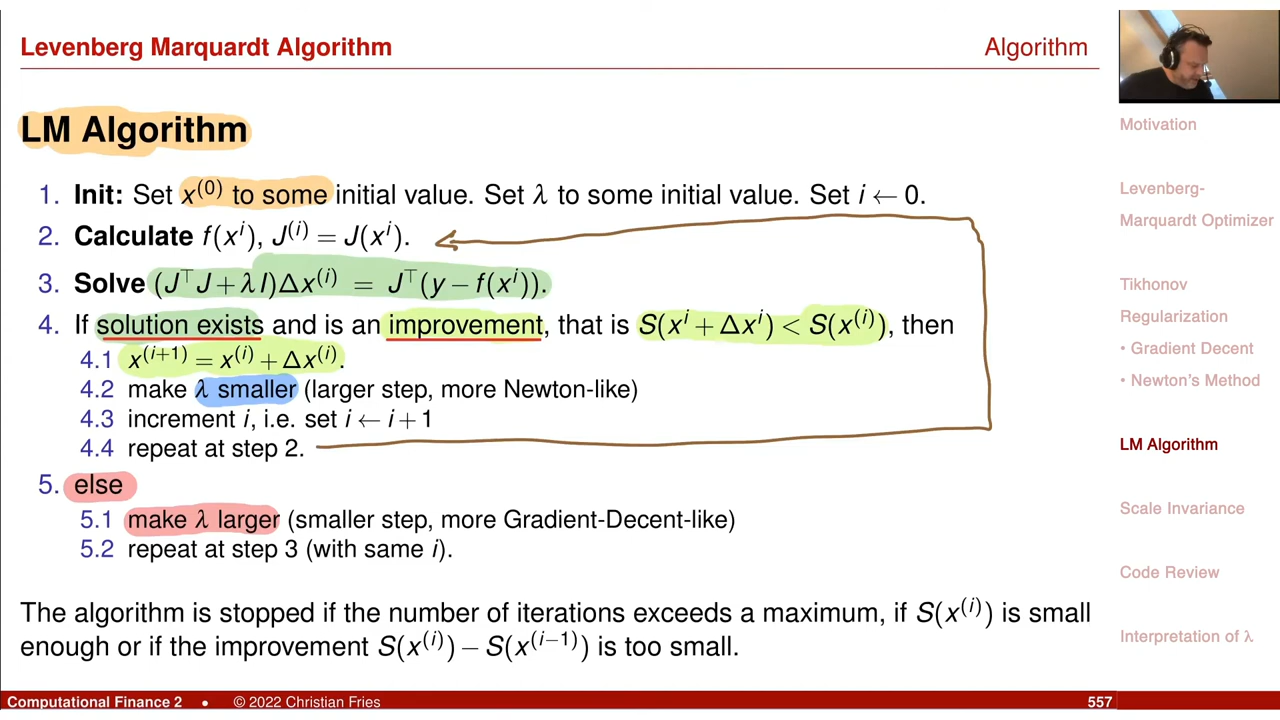 Levenberg Marquardt Algorithm
Algorithm
LM Algorithm
1. Init: Set x⁽⁰⁾ to some initial value. Set λ to some initial value. Set i ← 0.
2. Calculate f(xⁱ), J⁽ⁱ⁾ = J(xⁱ).
3. Solve (J⊤J + λ I)Δx⁽ⁱ⁾ = J⊤(y − f(xⁱ)).
4. If solution exists and is an improvement, that is S(xⁱ + Δxⁱ) < S(x⁽ⁱ⁾), then
4.1 x⁽ⁱ⁺¹⁾ = x⁽ⁱ⁾ + Δx⁽ⁱ⁾.
4.2 make λ smaller (larger step, more Newton-like)
4.3 increment i, i.e. set i ← i + 1
4.4 repeat at step 2.
5. else
5.1 make λ larger (smaller step, more Gradient-Decent-like)
5.2 repeat at step 3 (with same i).
The algorithm is stopped if the number of iterations exceeds a maximum, if S(x⁽ⁱ⁾) is small
enough or if the improvement S(x⁽ⁱ⁾) − S(x⁽ⁱ⁻¹⁾) is too small.
Motivation
Levenberg-
Marquardt Optimizer
Tikhonov
Regularization
• Gradient Decent
• Newton's Method
LM Algorithm
Scale Invariance
Code Review
Interpretation of λ
Computational Finance 2 • © 2022 Christian Fries 557